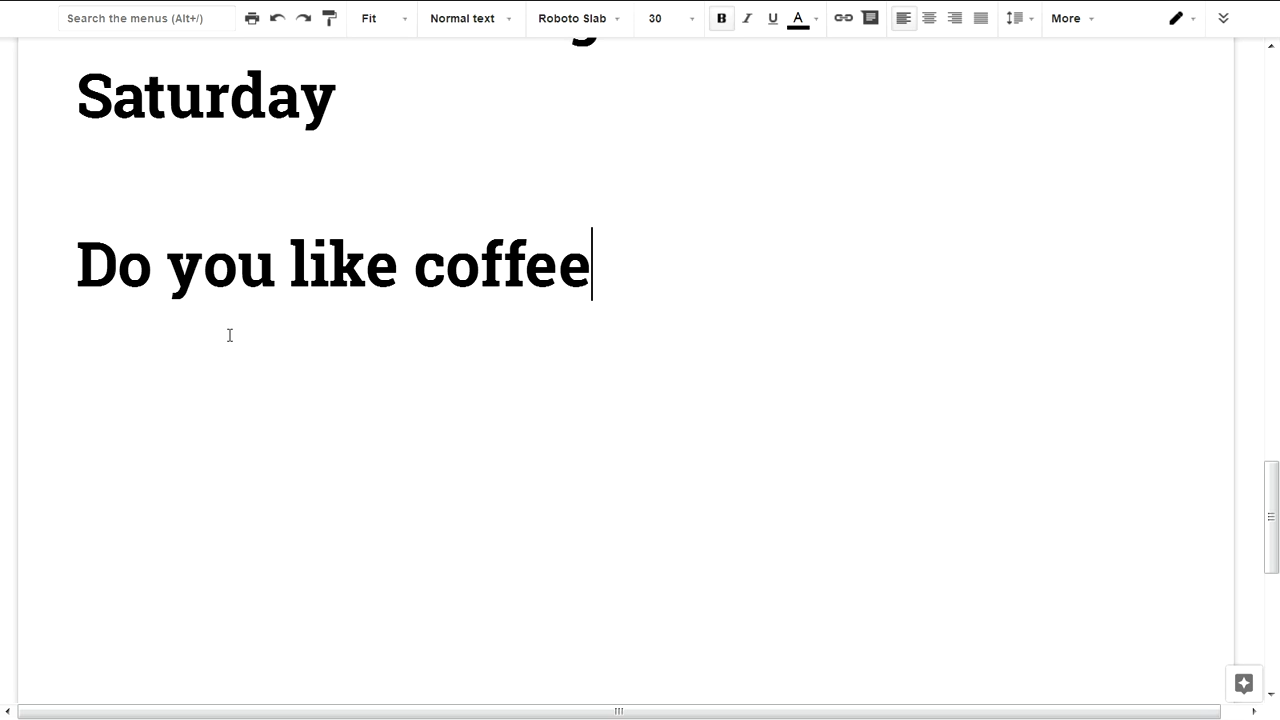 Search the menus (Alt+/) Fit Normal text Roboto Slab 30 B I U A More
Saturday
Do you like coffee